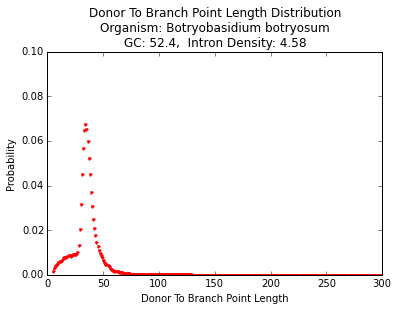 Donor To Branch Point Length Distribution
Organism: Botryobasidium botryosum
GC: 52.4,  Intron Density: 4.58
0.10
0.08
0.06
0.04
0.02
0.00
Probability
0 50 100 150 200 250 300
Donor To Branch Point Length